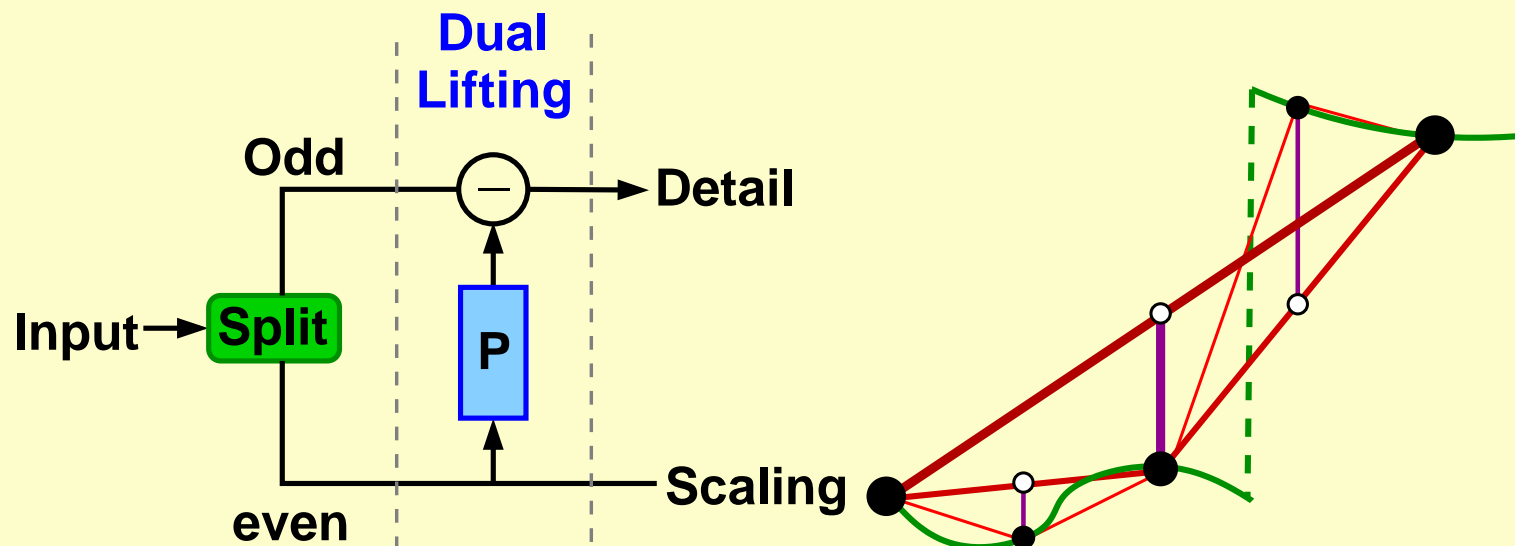 Dual
Lifting
Odd
−
Detail
Input
Split
P
Scaling
even